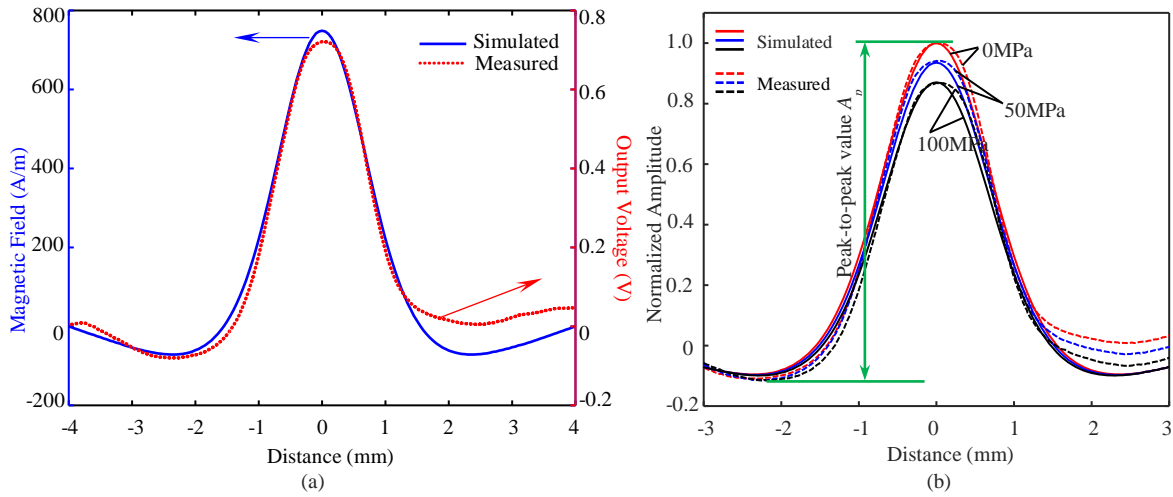 800
600
400
200
0
-200
Magnetic Field (A/m)
0.8
0.6
0.4
0.2
0
-0.2
Output Voltage (V)
Simulated
Measured
-4
-3
-2
-1
0
1
2
3
4
Distance (mm)
(a)
1.0
0.8
0.6
0.4
0.2
0
-0.2
Normalized Amplitude
Simulated
Measured
Peak-to-peak value A_p
0MPa
50MPa
100MPa
-3
-2
-1
0
1
2
3
Distance (mm)
(b)